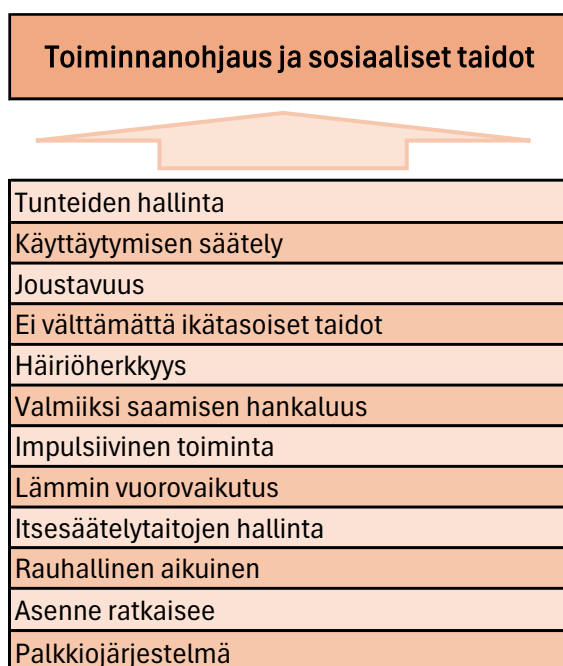 Toiminnanohjaus ja sosiaaliset taidot
Tunteiden hallinta
Käyttäytymisen säätely
Joustavuus
Ei välttämättä ikätasoiset taidot
Häiriöherkkyys
Valmiiksi saamisen hankaluus
Impulsiivinen toiminta
Lämmin vuorovaikutus
Itsesäätelytaitojen hallinta
Rauhallinen aikuinen
Asenne ratkaisee
Palkkiojärjestelmä